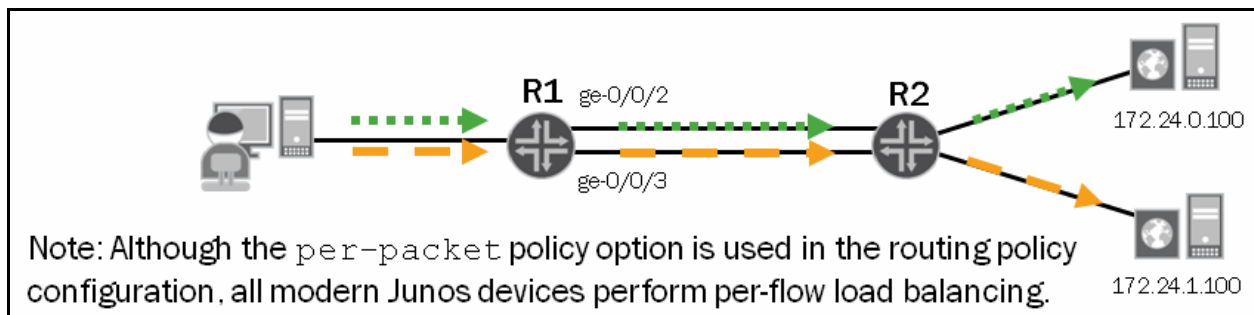 R1
ge-0/0/2
R2
172.24.0.100
ge-0/0/3
Note: Although the per-packet policy option is used in the routing policy
configuration, all modern Junos devices perform per-flow load balancing.
172.24.1.100